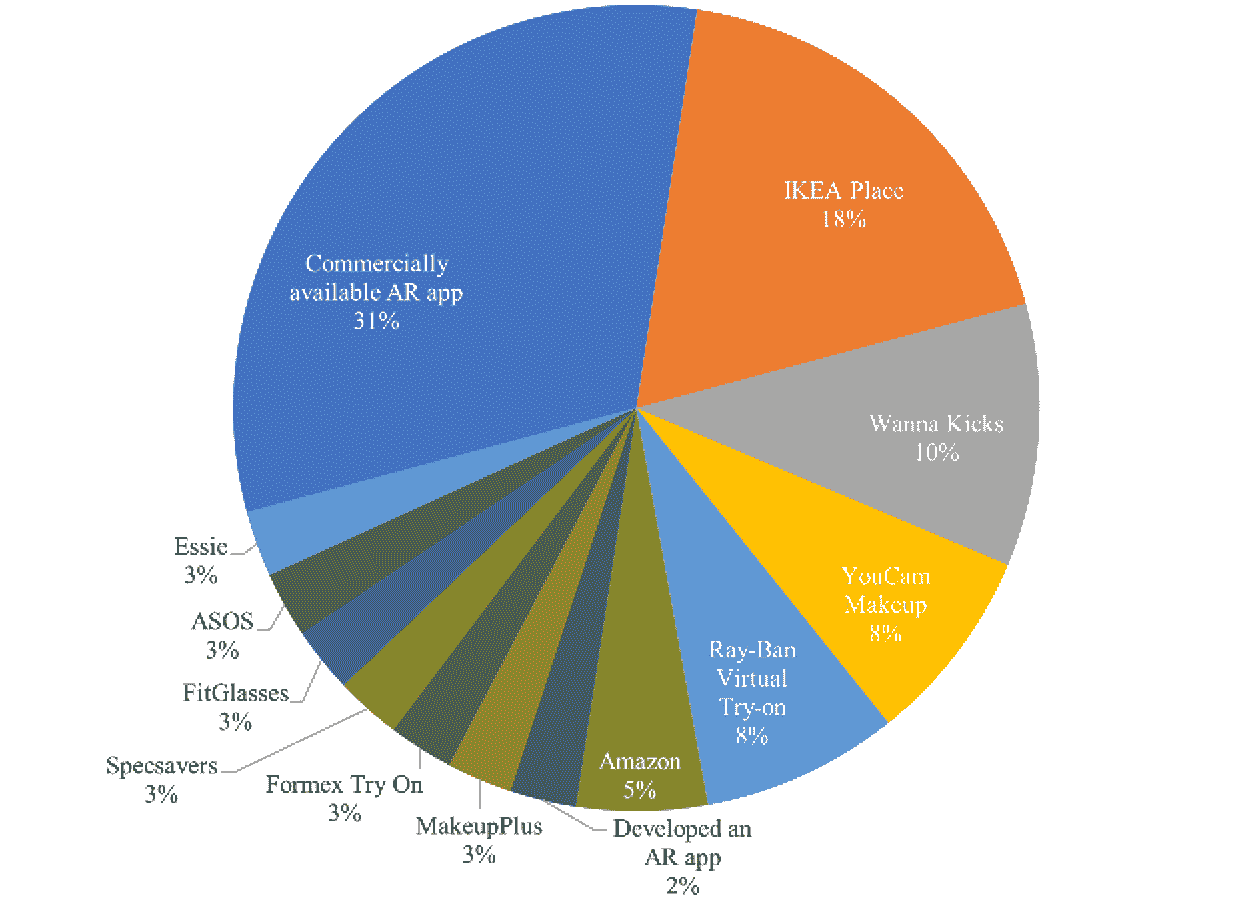 IKEA Place
18%
Commercially
available AR app
31%
Wanna Kicks
10%
YouCam
Makeup
8%
Ray-Ban
Virtual
Try-on
8%
Amazon
5%
Developed an
AR app
2%
MakeupPlus
3%
Formex Try On
3%
Specsavers
3%
FitGlasses
3%
ASOS
3%
Essie
3%